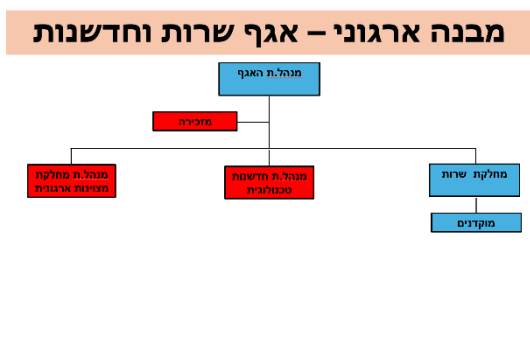 מבנה ארגוני – אגף שרות וחדשנות
מנהל.ת האגף
מזכירה
מחלקת שרות
מנהל.ת חדשנות
טכנולוגית
מנהל.ת מחלקת
מצוינות ארגונית
מוקדנים